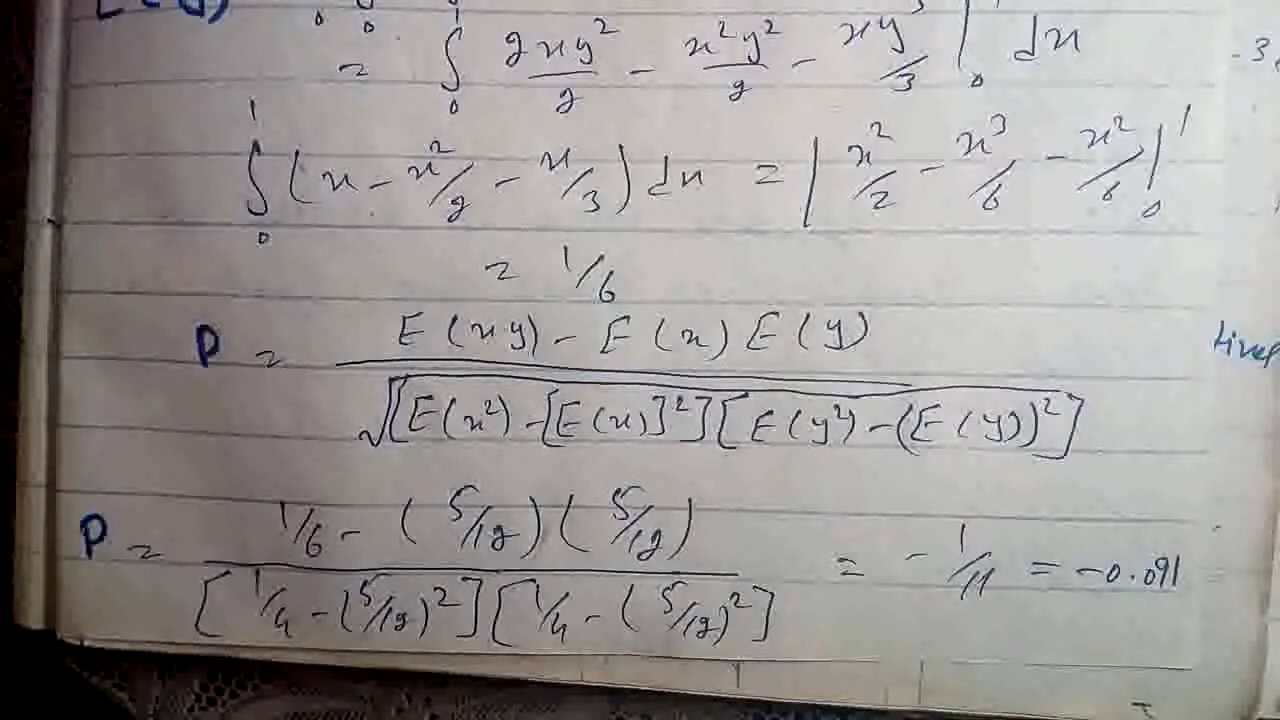 = ∫₀¹ 2xy²/2 - x²y²/2 - xy³/3 |₀ dx
∫₀¹ (x - x²/2 - x/3) dx = | x²/2 - x³/6 - x²/6 |₀¹
= 1/6
P = E(xy) - E(x) E(y) / √[E(x²) - [E(x)]²][E(y²) - (E(y))²]
P = 1/6 - (5/12)(5/12) / [1/4 - (5/12)²][1/4 - (5/12)²] = -1/11 = -0.091